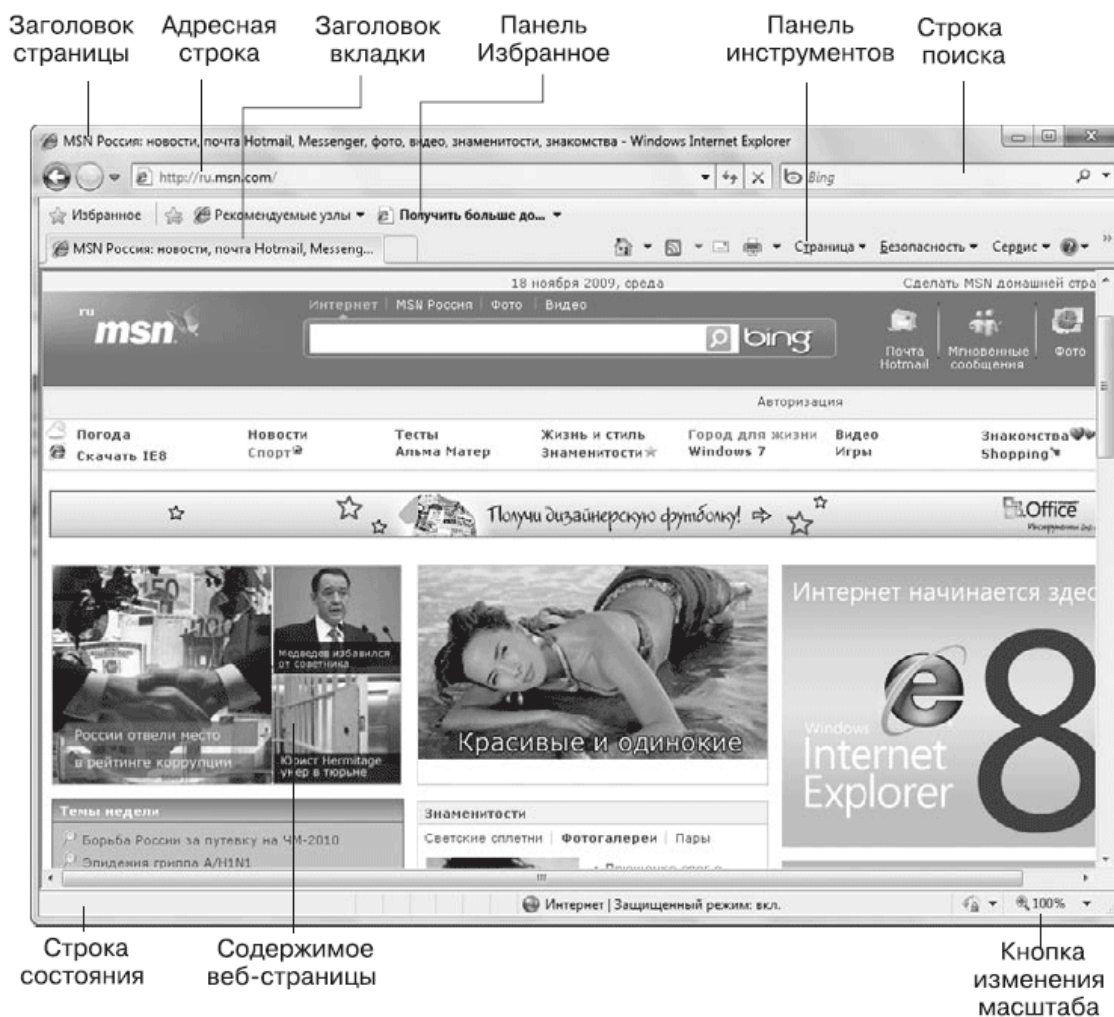 Заголовок страницы
Адресная строка
Заголовок вкладки
Панель Избранное
Панель инструментов
Строка поиска
MSN Россия: новости, почта Hotmail, Messenger, фото, видео, знаменитости, знакомства - Windows Internet Explorer
http://ru.msn.com/
Bing
Избранное
Рекомендуемые узлы
Получить больше до...
MSN Россия: новости, почта Hotmail, Messeng...
Страница
Безопасность
Сервис
18 ноября 2009, среда
Сделать MSN домашней стра
ru
msn
Интернет | MSN Россия | Фото | Видео
bing
Почта Hotmail
Мгновенные сообщения
Фото
Авторизация
Погода Новости Тесты Жизнь и стиль Город для жизни Видео Знакомства
Скачать IE8 Спорт Альма Матер Знаменитости Windows 7 Игры Shopping
Получи дизайнерскую футболку!
Office
России отвели место
в рейтинге коррупции
Медведев избавился
от советника
Юрист Hermitage
умер в тюрьме
Красивые и одинокие
Интернет начинается здес
Windows
Internet
Explorer
8
Темы недели
Борьба России за путевку на ЧМ-2010
Эпидемия гриппа A/H1N1
Знаменитости
Светские сплетни | Фотогалереи | Пары
Интернет | Защищенный режим: вкл.
100%
Строка состояния
Содержимое веб-страницы
Кнопка изменения масштаба